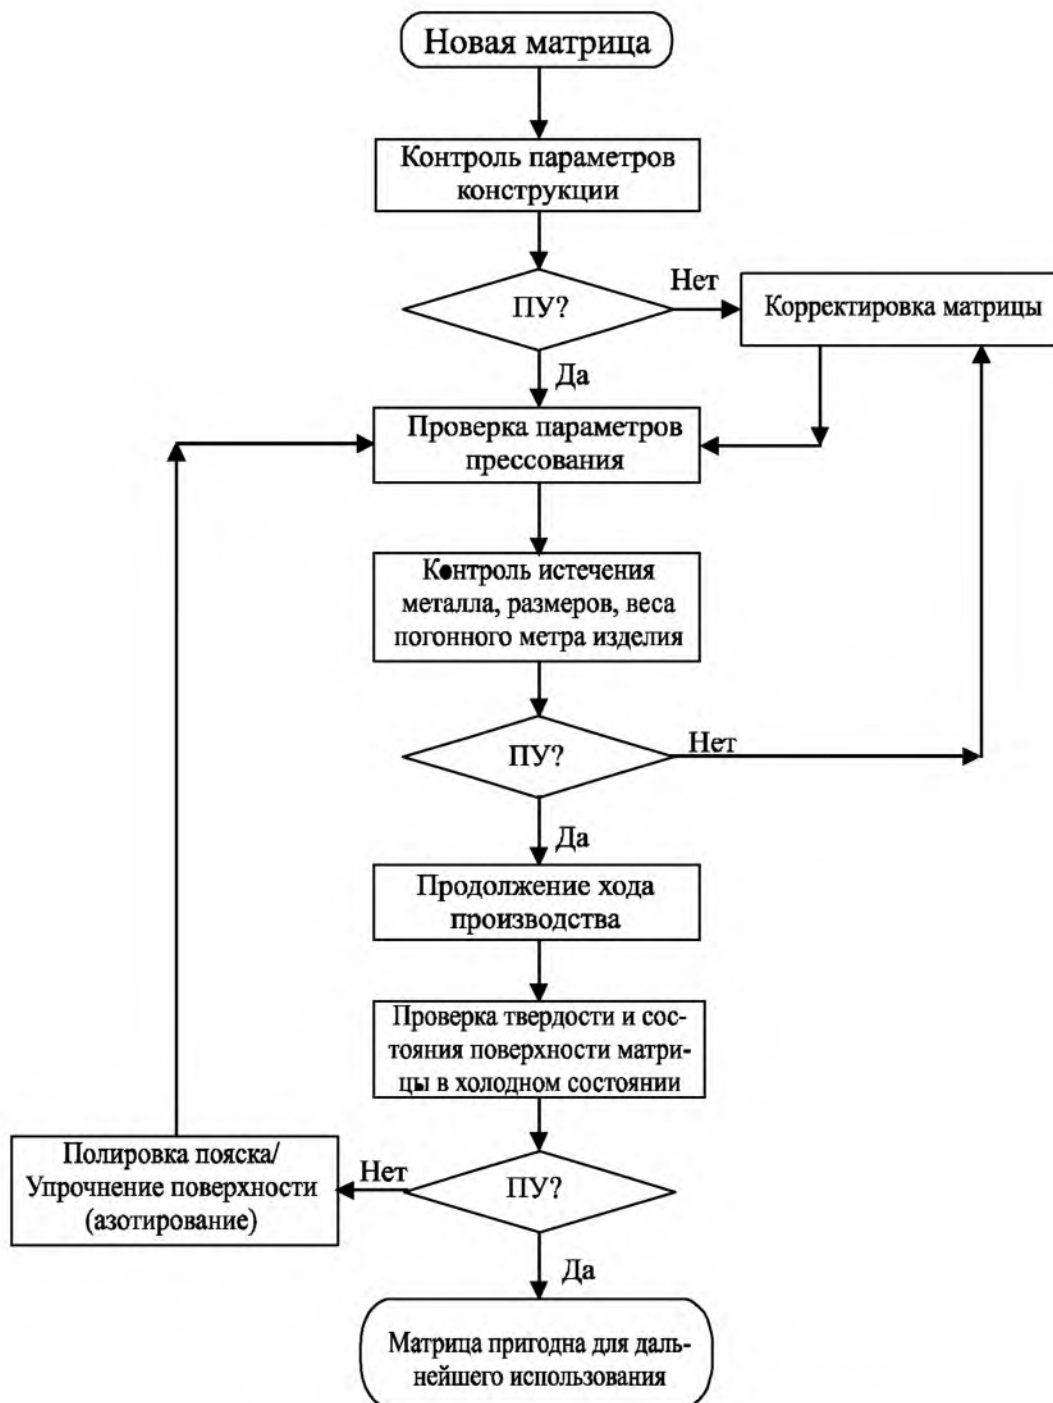 Новая матрица
Контроль параметров
конструкции
ПУ?
Нет
Корректировка матрицы
Да
Проверка параметров
прессования
Контроль истечения
металла, размеров, веса
погонного метра изделия
ПУ?
Нет
Да
Продолжение хода
производства
Проверка твердости и сос-
тояния поверхности матри-
цы в холодном состоянии
Полировка пояска/
Упрочнение поверхности
(азотирование)
Нет
ПУ?
Да
Матрица пригодна для даль-
нейшего использования